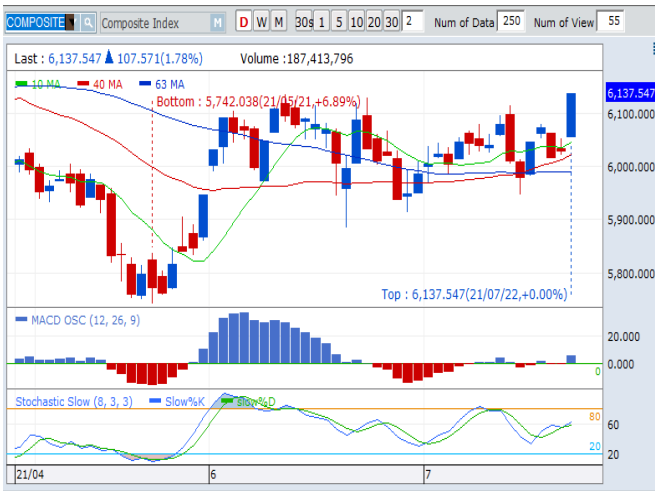 COMPOSITE Composite Index M D W M 30s 1 5 10 20 30 2 Num of Data 250 Num of View 55
Last : 6,137.547 107.571(1.78%) Volume :187,413,796
10 MA 40 MA 63 MA
Bottom : 5,742.038(21/05/21,+6.89%)
6,137.547
6,100.000
6,000.000
5,900.000
5,800.000
Top : 6,137.547(21/07/22,+0.00%)
MACD OSC (12, 26, 9)
20.000
0 0.000
Stochastic Slow (8, 3, 3) Slow%K Slow%D
80
60
20 20
21/04 6 7